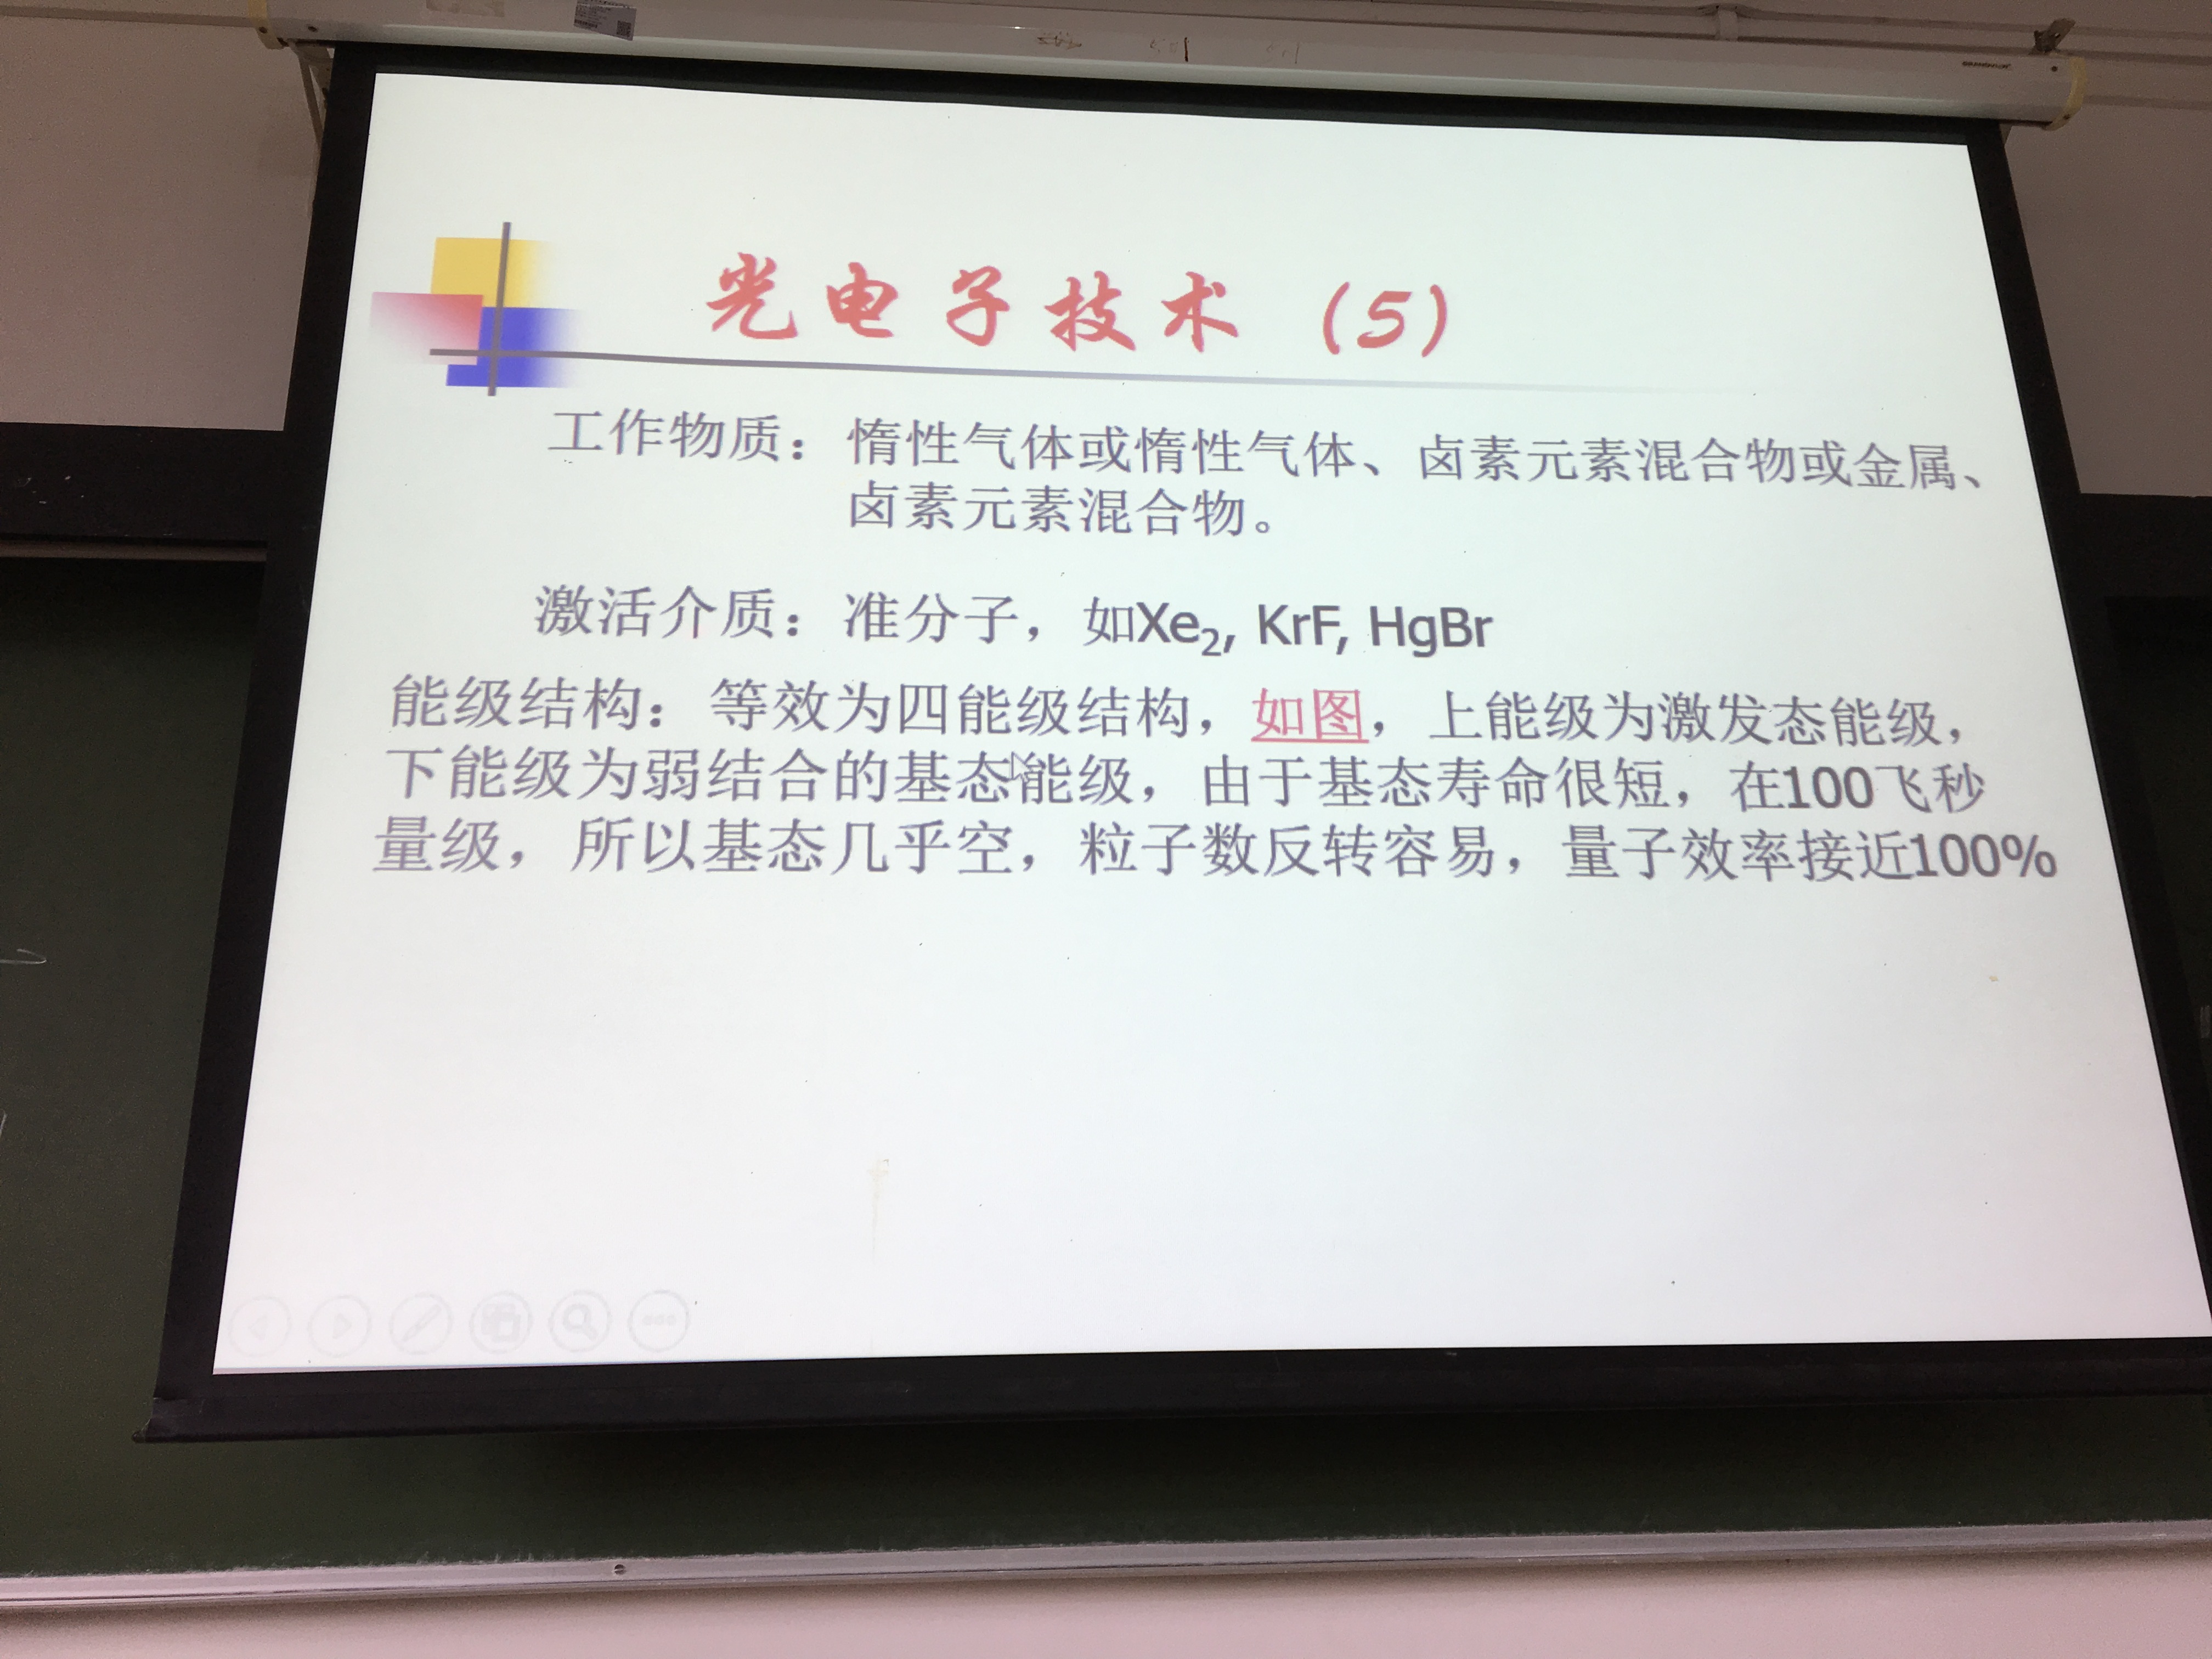 光电子技术（5）
工作物质：惰性气体或惰性气体、卤素元素混合物或金属、
卤素元素混合物。
激活介质：准分子，如Xe₂, KrF, HgBr
能级结构：等效为四能级结构，如图，上能级为激发态能级，
下能级为弱结合的基态能级，由于基态寿命很短，在100飞秒
量级，所以基态几乎空，粒子数反转容易，量子效率接近100%